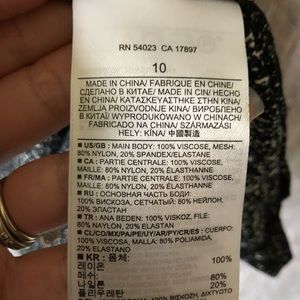 RN 54023 CA 17897
10
MADE IN CHINA/ FABRIQUE EN CHINE/
СДЕЛАНО В КИТАЕ/ MADE IN CIN/ HECHO
EN CHINA/ ΚΑΤΑΣΚΕΥΑΣΤΗΚΕ ΣΤΗΝ ΚΙΝΑ/
ZEMLJA PROIZVODNJE KINA/ ВИРОБЛЕНО
В КИТАЇ/ WYPRODUKOWANO W CHINACH/
FABRICADO NA CHINA/ SZÁRMAZÁSI
HELY: KÍNA/ 中國製造
■ US/GB : MAIN BODY: 100% VISCOSE, MESH:
80% NYLON, 20% SPANDEX/ELASTANE
■ CA : PARTIE CENTRALE: 100% VISCOSE,
MAILLE: 80% NYLON, 20% ÉLASTHANNE
■ FR/MA : PARTIE CENTRALE: 100% VISCOSE,
MAILLE: 80% NYLON, 20% ÉLASTHANNE
■ RU : ОСНОВНАЯ ЧАСТЬ БОДИ:
100% ВИСКОЗА, СЕТЧАТЫЙ: 80% НЕЙЛОН,
20% ЭЛАСТАН
■ TR : ANA BEDEN: 100% VISKOZ, FILE:
80% NAYLON, 20% ELASTAN
■ CL/CO/MX/PA/PE/UY/AR/PY/CR/ES : CUERPO:
100% VISCOSA, MALLA: 80% POLIAMIDA,
20% ELASTANO
■ KR : 몸체:
레이온 100%
메쉬:
나일론 80%
폴리우레탄 20%